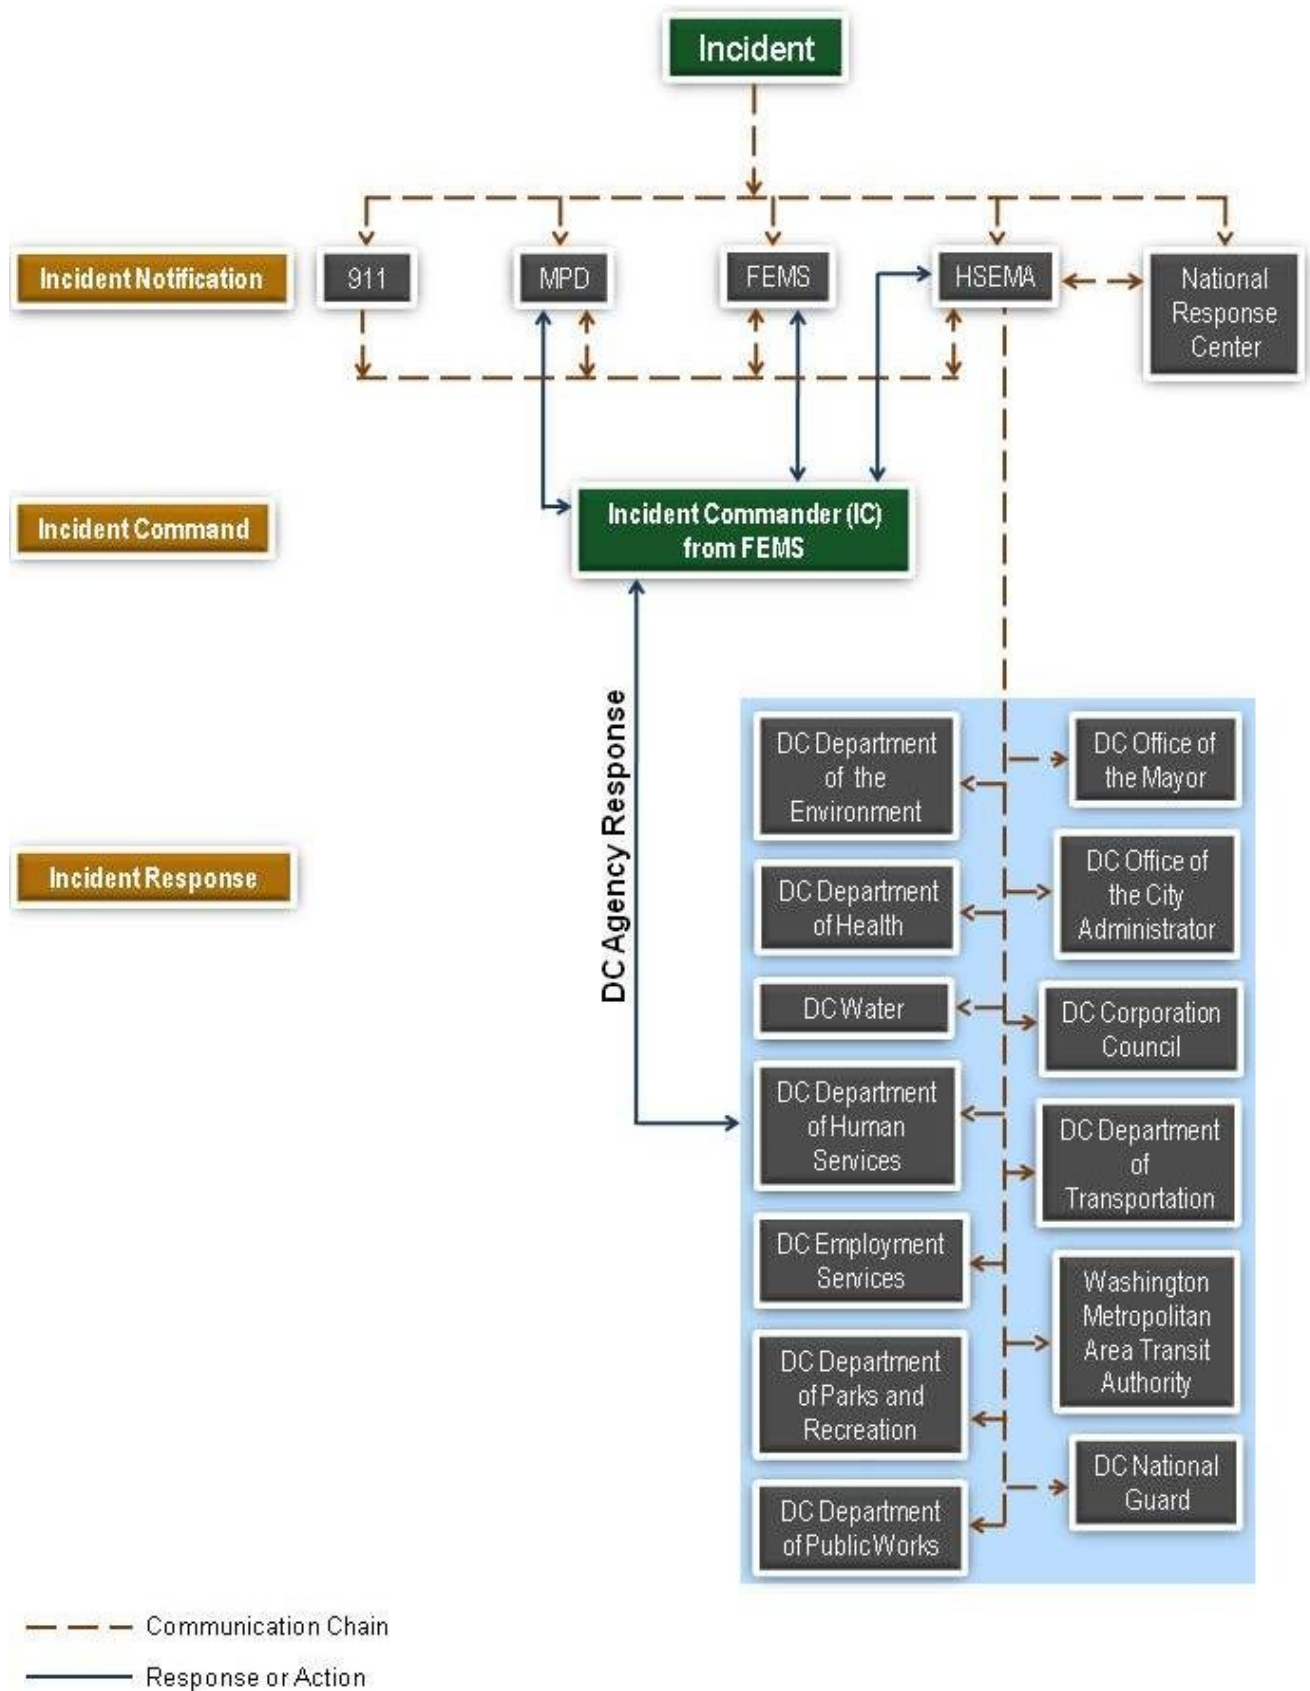 Incident
Incident Notification
911
MPD
FEMS
HSEMA
National
Response
Center
Incident Command
Incident Commander (IC)
from FEMS
Incident Response
DC Agency Response
DC Department
of the
Environment
DC Office of
the Mayor
DC Department
of Health
DC Office of
the City
Administrator
DC Water
DC Corporation
Council
DC Department
of Human
Services
DC Department
of
Transportation
DC Employment
Services
Washington
Metropolitan
Area Transit
Authority
DC Department
of Parks and
Recreation
DC National
Guard
DC Department
of Public Works
Communication Chain
Response or Action